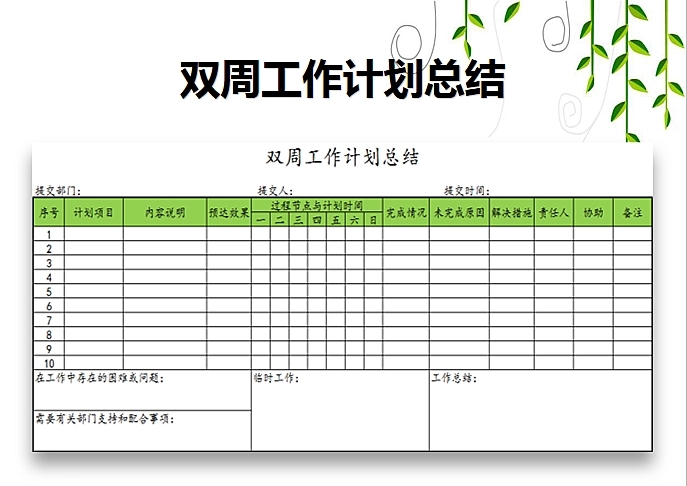 双周工作计划总结
双周工作计划总结
提交部门： 提交人： 提交时间：
序号 计划项目 内容说明 预达效果 过程节点与计划时间 完成情况 未完成原因 解决措施 责任人 协助 备注
一 二 三 四 五 六 日
1
2
3
4
5
6
7
8
9
10
在工作中存在的困难或问题： 临时工作： 工作总结：
需要有关部门支持和配合事项：